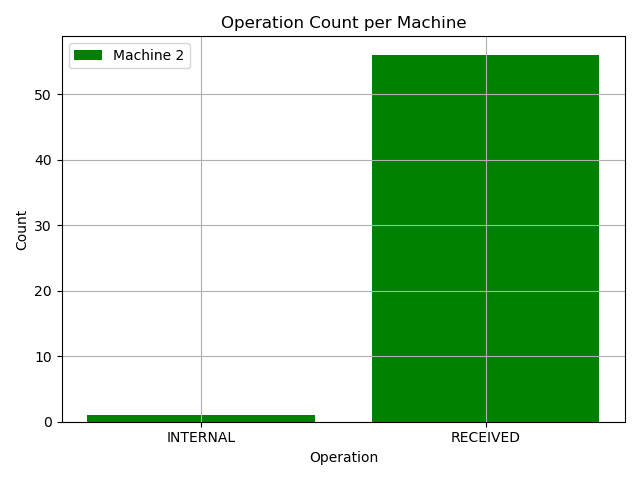 Operation Count per Machine
Machine 2
Count
50
40
30
20
10
0
INTERNAL
RECEIVED
Operation